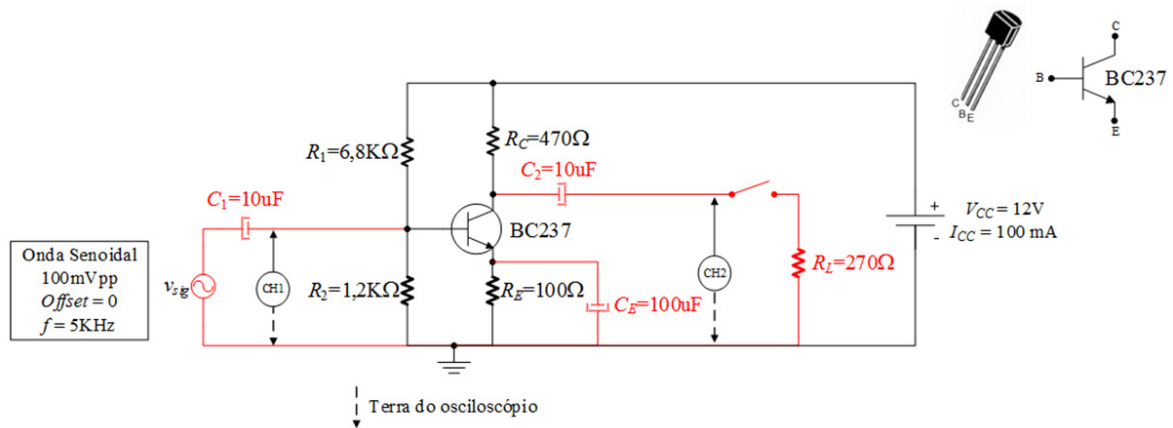 C
B
BC237
E
C
B
E
R1=6,8KΩ
RC=470Ω
C2=10uF
C1=10uF
BC237
+
-
VCC = 12V
ICC = 100 mA
Onda Senoidal
100mVpp
Offset = 0
f = 5KHz
vsig
CH1
R2=1,2KΩ
RE=100Ω
CE=100uF
CH2
RL=270Ω
Terra do osciloscópio